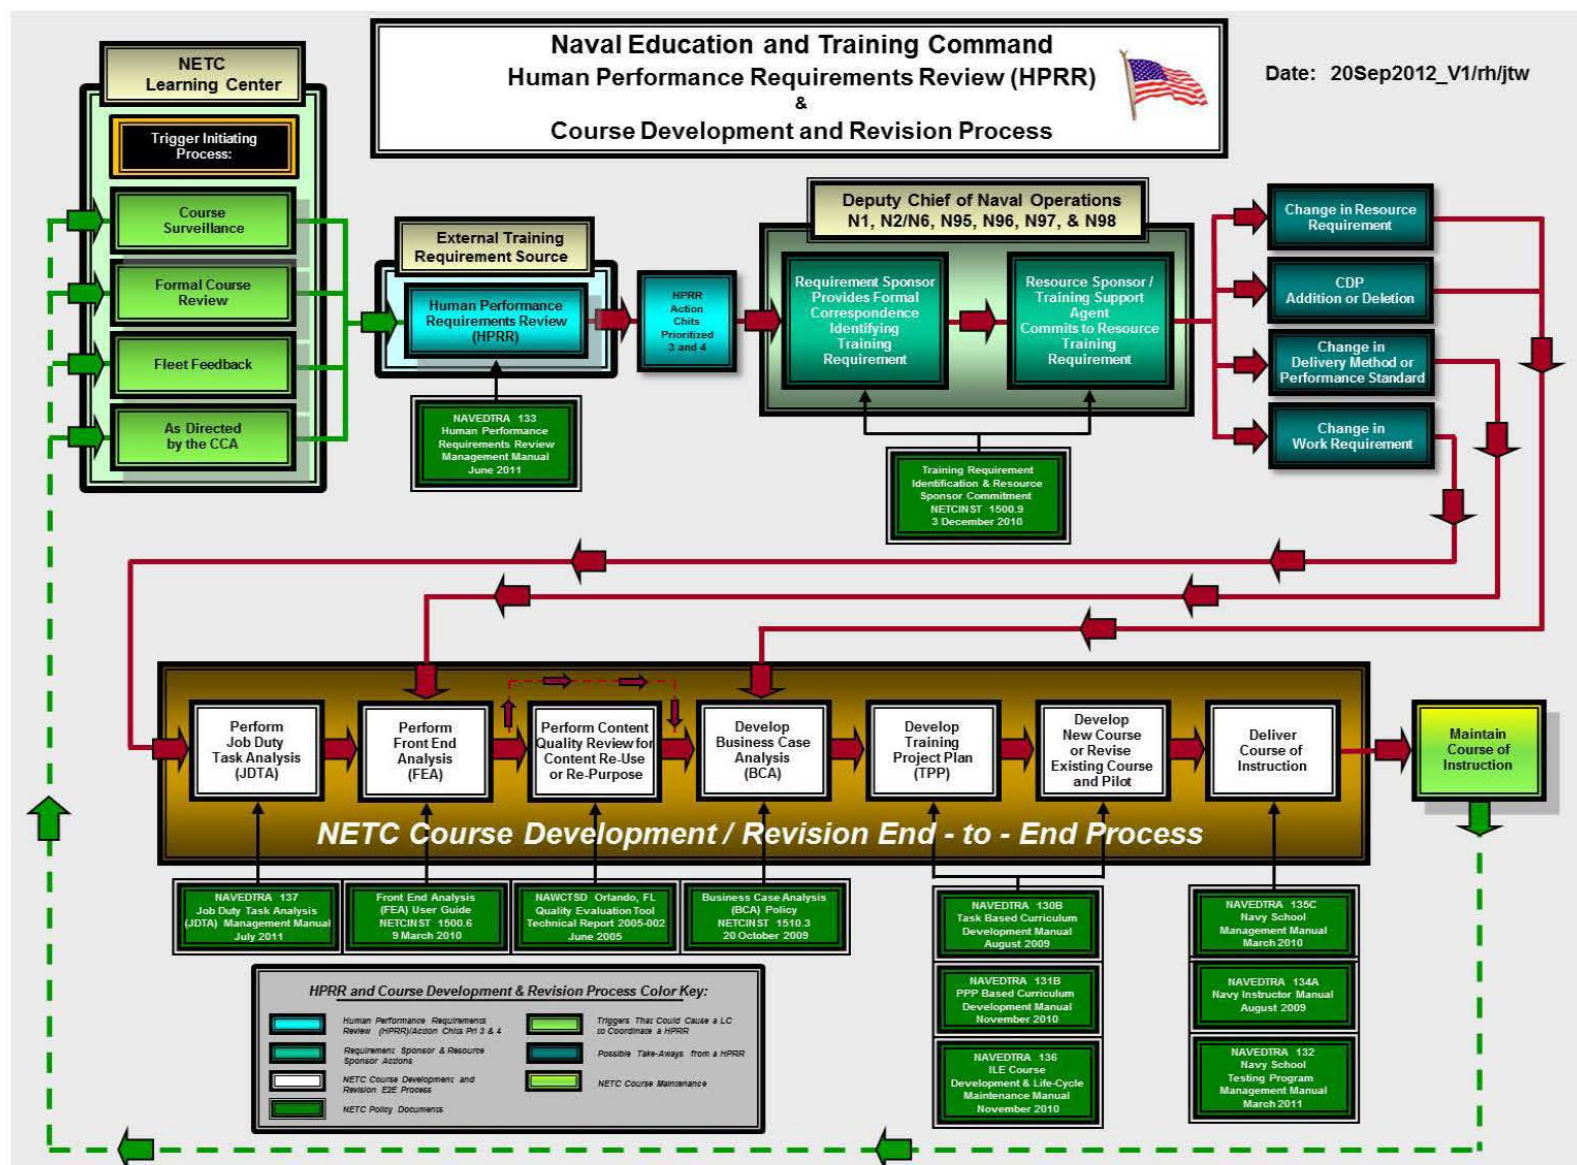 Naval Education and Training Command
Human Performance Requirements Review (HPRR)
&
Course Development and Revision Process
Date: 20Sep2012_V1/rh/jtw
NETC
Learning Center
Trigger Initiating
Process:
Course
Surveillance
Formal Course
Review
Fleet Feedback
As Directed
by the CCA
External Training
Requirement Source
Human Performance
Requirements Review
(HPRR)
NAVEDTRA 133
Human Performance
Requirements Review
Management Manual
June 2011
HPRR
Action
Chits
Prioritized
3 and 4
Deputy Chief of Naval Operations
N1, N2/N6, N95, N96, N97, & N98
Requirement Sponsor
Provides Formal
Correspondence
Identifying
Training
Requirement
Resource Sponsor /
Training Support
Agent
Commits to Resource
Training
Requirement
Training Requirement
Identification & Resource
Sponsor Commitment
NETCINST 1500.9
3 December 2010
Change in Resource
Requirement
CDP
Addition or Deletion
Change in
Delivery Method or
Performance Standard
Change in
Work Requirement
Perform
Job Duty
Task Analysis
(JDTA)
Perform
Front End
Analysis
(FEA)
Perform Content
Quality Review for
Content Re-Use
or Re-Purpose
Develop
Business Case
Analysis
(BCA)
Develop
Training
Project Plan
(TPP)
Develop
New Course
or Revise
Existing Course
and Pilot
Deliver
Course of
Instruction
Maintain
Course of
Instruction
NETC Course Development / Revision End - to - End Process
NAVEDTRA 137
Job Duty Task Analysis
(JDTA) Management Manual
July 2011
Front End Analysis
(FEA) User Guide
NETCINST 1500.6
9 March 2010
NAWCTSD Orlando, FL
Quality Evaluation Tool
Technical Report 2005-002
June 2005
Business Case Analysis
(BCA) Policy
NETCINST 1510.3
20 October 2009
NAVEDTRA 130B
Task Based Curriculum
Development Manual
August 2009
NAVEDTRA 131B
PPP Based Curriculum
Development Manual
November 2010
NAVEDTRA 136
ILE Course
Development & Life-Cycle
Maintenance Manual
November 2010
NAVEDTRA 135C
Navy School
Management Manual
March 2010
NAVEDTRA 134A
Navy Instructor Manual
August 2009
NAVEDTRA 132
Navy School
Testing Program
Management Manual
March 2011
HPRR and Course Development & Revision Process Color Key:
Human Performance Requirements
Review (HPRR)/Action Chits Pri 3 & 4
Requirement Sponsor & Resource
Sponsor Actions
NETC Course Development and
Revision E2E Process
NETC Policy Documents
Triggers That Could Cause a LC
to Coordinate a HPRR
Possible Take-Aways from a HPRR
NETC Course Maintenance